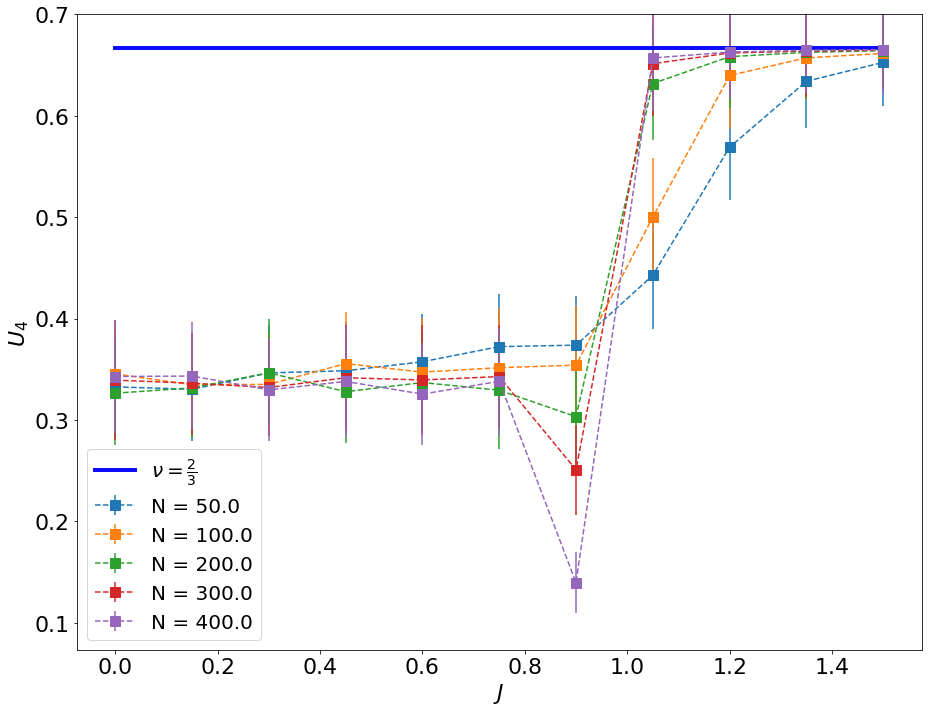 0.7
0.6
0.5
0.4
0.3
0.2
0.1
U₄
ν = 2/3
N = 50.0
N = 100.0
N = 200.0
N = 300.0
N = 400.0
0.0 0.2 0.4 0.6 0.8 1.0 1.2 1.4
J